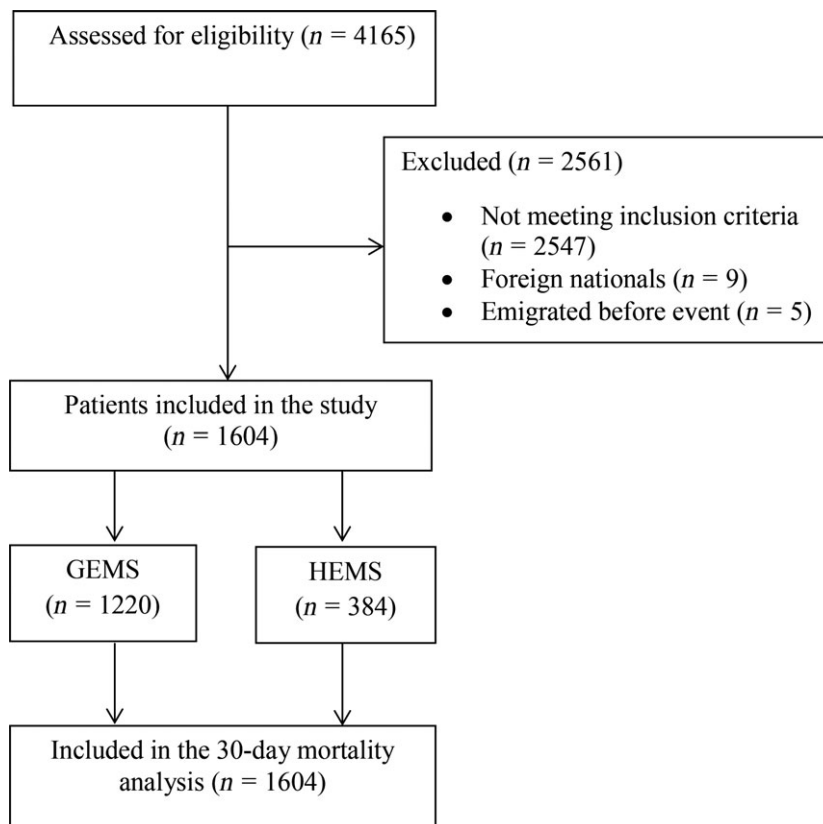 Assessed for eligibility (n = 4165)
Excluded (n = 2561)
• Not meeting inclusion criteria
(n = 2547)
• Foreign nationals (n = 9)
• Emigrated before event (n = 5)
Patients included in the study
(n = 1604)
GEMS
(n = 1220)
HEMS
(n = 384)
Included in the 30-day mortality
analysis (n = 1604)